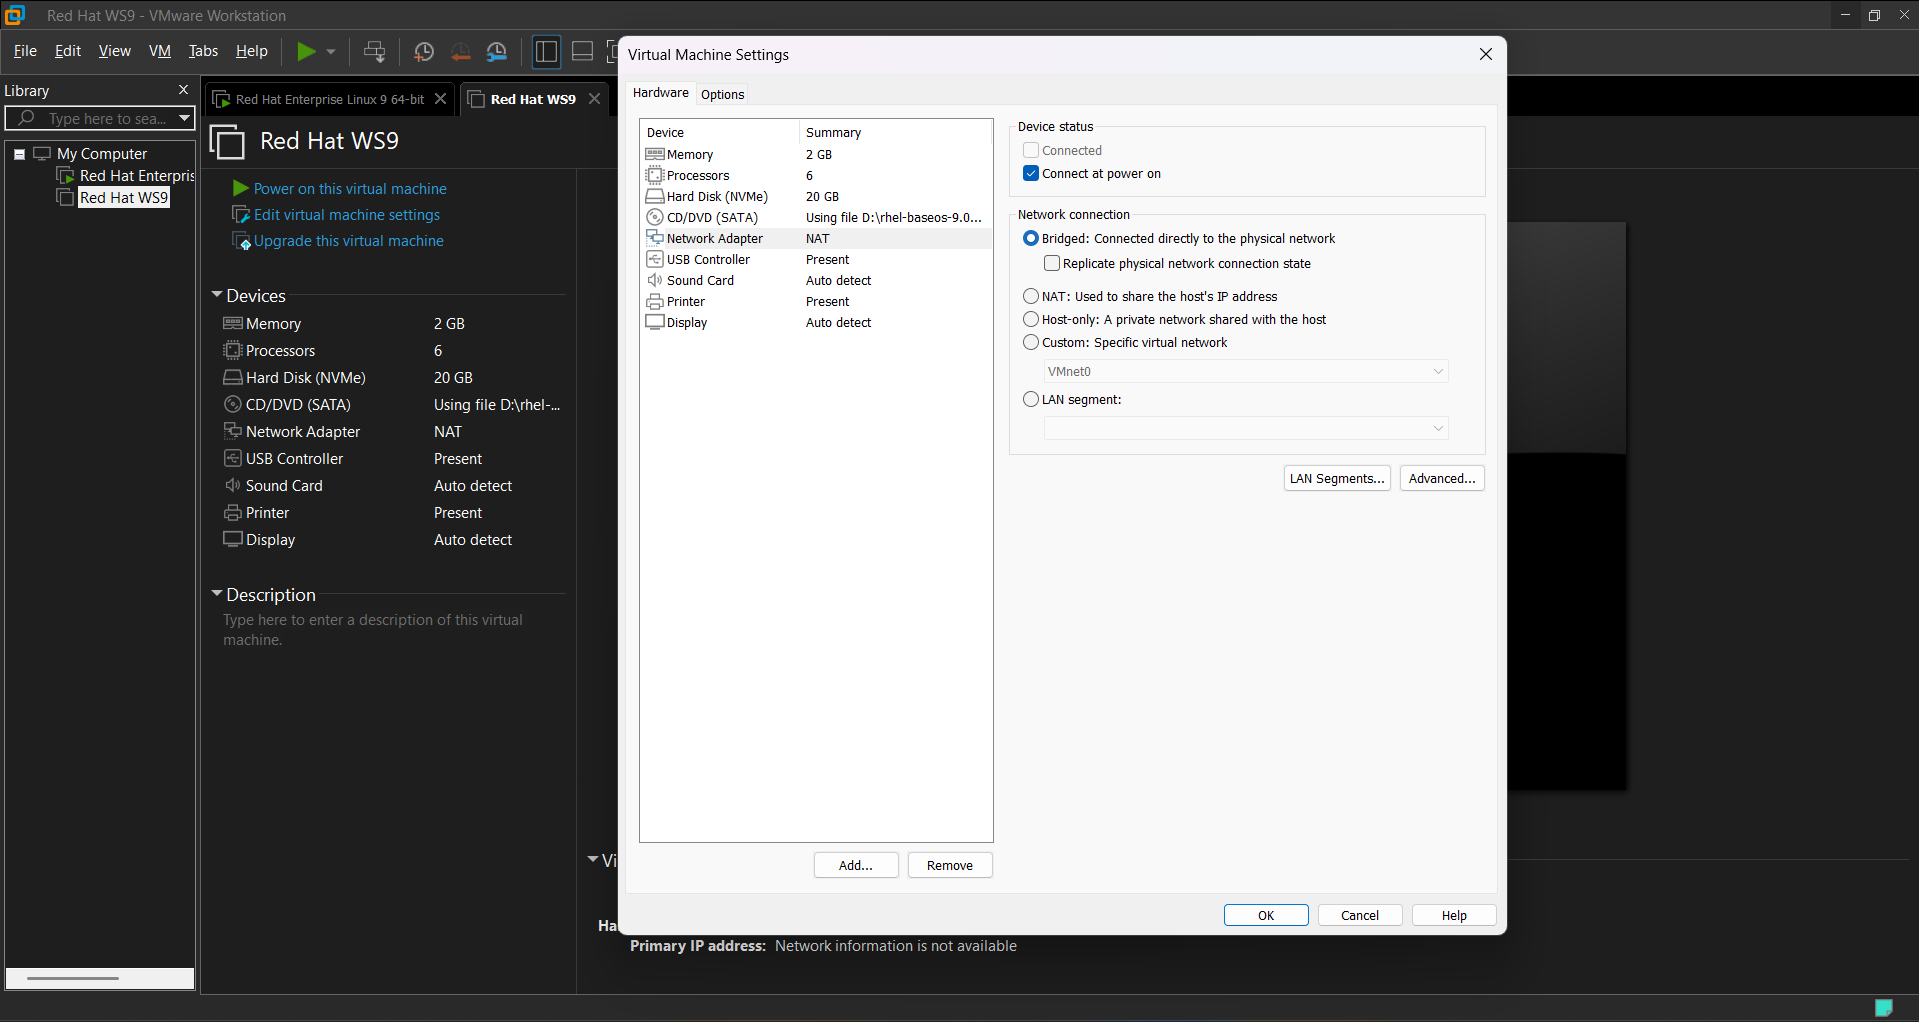 Red Hat WS9 - VMware Workstation
File Edit View VM Tabs Help
Library
Type here to sea...
My Computer
Red Hat Enterpris
Red Hat WS9
Red Hat Enterprise Linux 9 64-bit
Red Hat WS9
Red Hat WS9
Power on this virtual machine
Edit virtual machine settings
Upgrade this virtual machine
Devices
Memory 2 GB
Processors 6
Hard Disk (NVMe) 20 GB
CD/DVD (SATA) Using file D:\rhel-...
Network Adapter NAT
USB Controller Present
Sound Card Auto detect
Printer Present
Display Auto detect
Description
Type here to enter a description of this virtual
machine.
Virtual Machine Settings
Hardware Options
Device Summary
Memory 2 GB
Processors 6
Hard Disk (NVMe) 20 GB
CD/DVD (SATA) Using file D:\rhel-baseos-9.0...
Network Adapter NAT
USB Controller Present
Sound Card Auto detect
Printer Present
Display Auto detect
Add... Remove
Device status
Connected
Connect at power on
Network connection
Bridged: Connected directly to the physical network
Replicate physical network connection state
NAT: Used to share the host's IP address
Host-only: A private network shared with the host
Custom: Specific virtual network
VMnet0
LAN segment:
LAN Segments... Advanced...
OK Cancel Help
Vi
Ha
Primary IP address: Network information is not available